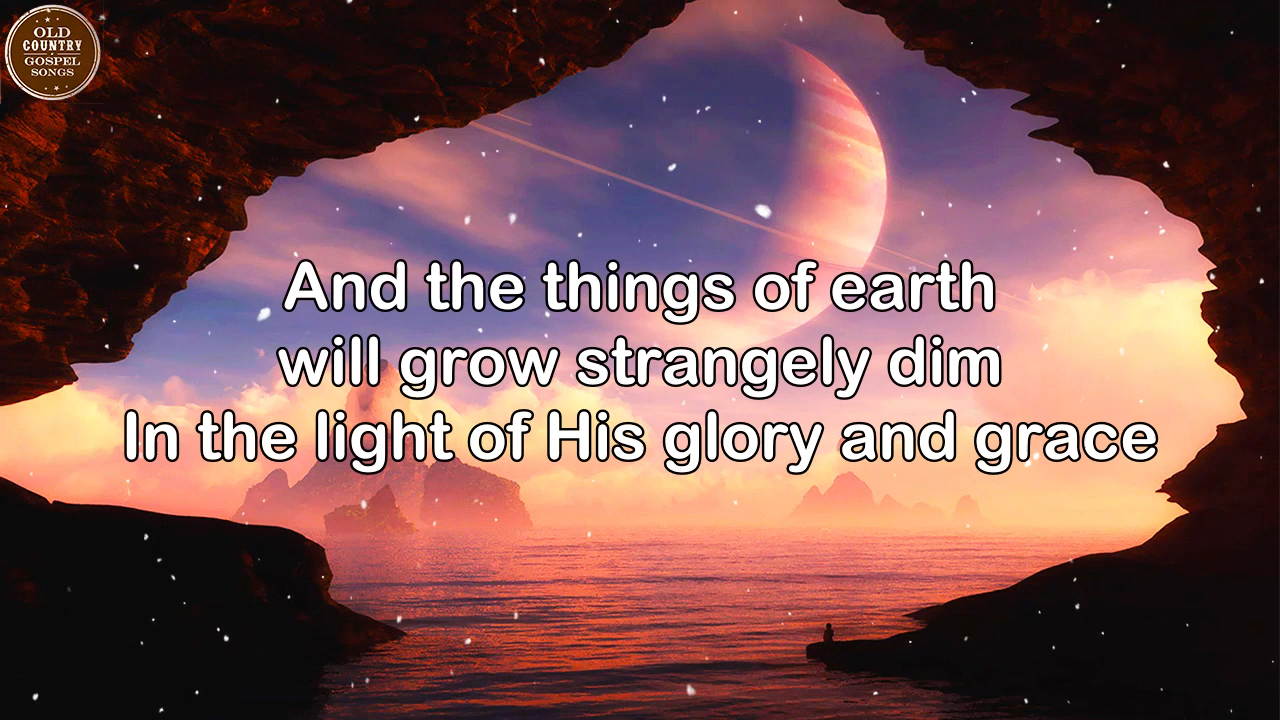 OLD
COUNTRY
GOSPEL
SONGS
And the things of earth
will grow strangely dim
In the light of His glory and grace